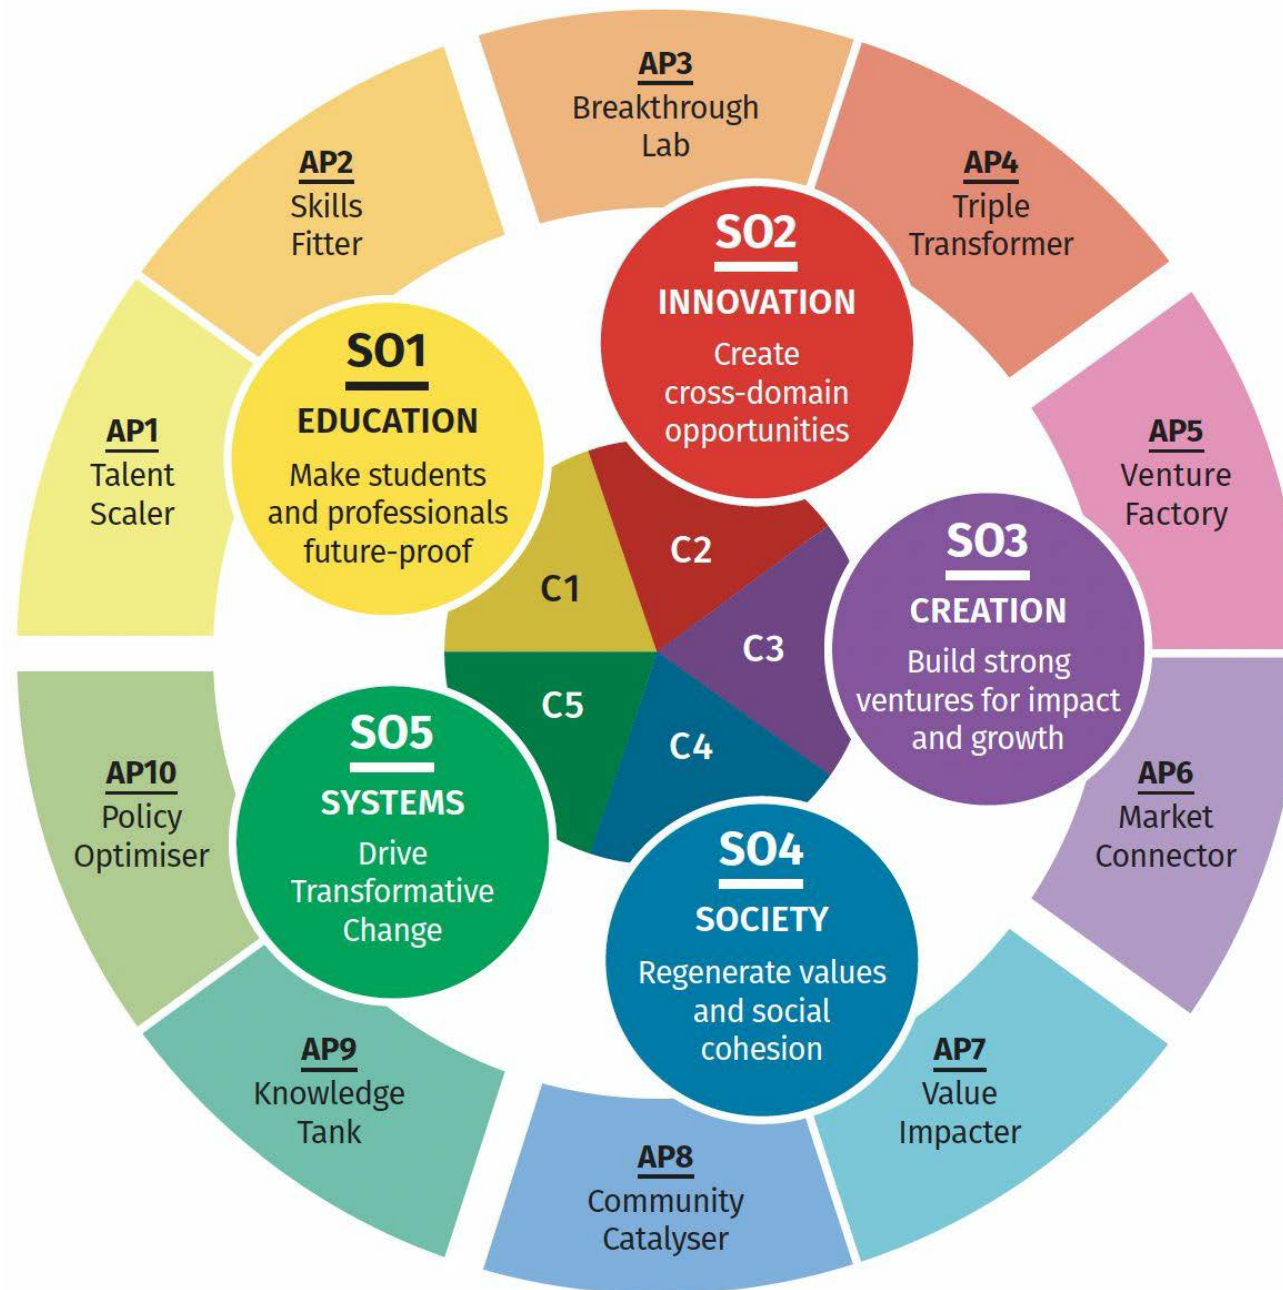 AP1
Talent
Scaler
AP2
Skills
Fitter
AP3
Breakthrough
Lab
AP4
Triple
Transformer
AP5
Venture
Factory
AP6
Market
Connector
AP7
Value
Impacter
AP8
Community
Catalyser
AP9
Knowledge
Tank
AP10
Policy
Optimiser
SO1
EDUCATION
Make students
and professionals
future-proof
SO2
INNOVATION
Create
cross-domain
opportunities
SO3
CREATION
Build strong
ventures for impact
and growth
SO4
SOCIETY
Regenerate values
and social
cohesion
SO5
SYSTEMS
Drive
Transformative
Change
C1
C2
C3
C4
C5